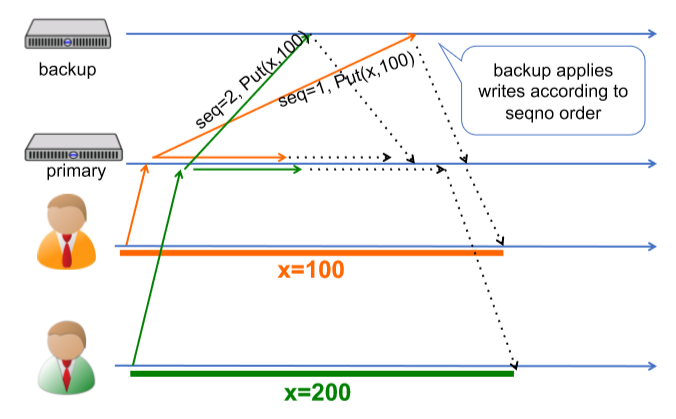 backup
seq=2, Put(x,100)
seq=1, Put(x,100)
backup applies
writes according to
seqno order
primary
x=100
x=200